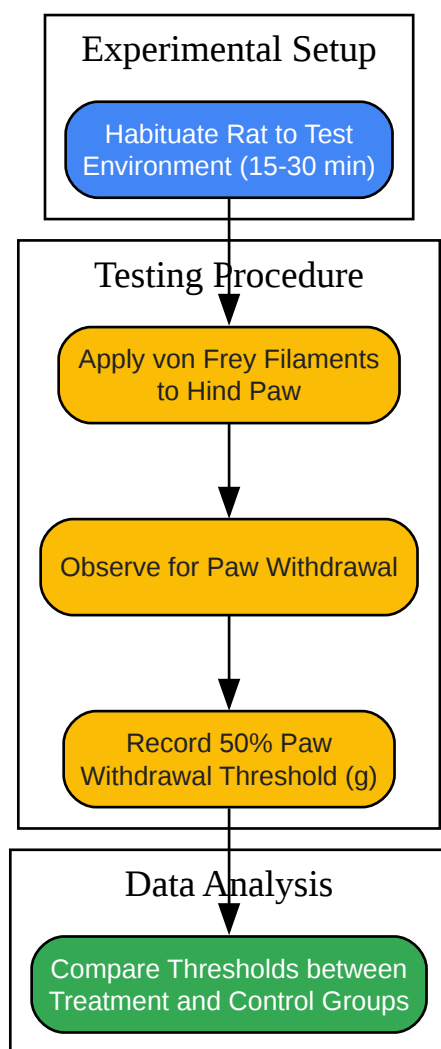 Experimental Setup
Habituate Rat to Test
Environment (15-30 min)
Testing Procedure
Apply von Frey Filaments
to Hind Paw
Observe for Paw Withdrawal
Record 50% Paw
Withdrawal Threshold (g)
Data Analysis
Compare Thresholds between
Treatment and Control Groups